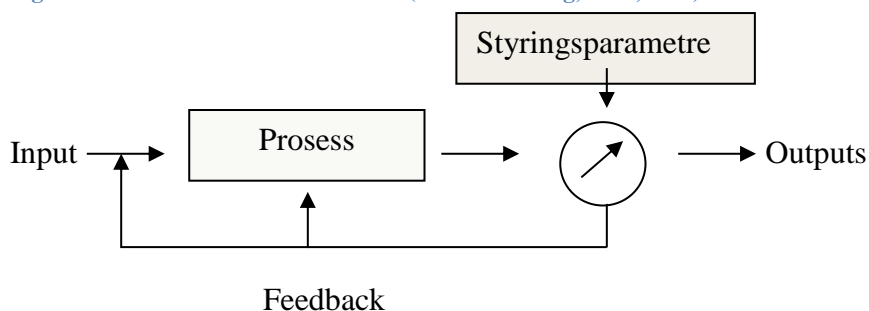 Styringsparametre
Input
Prosess
Outputs
Feedback